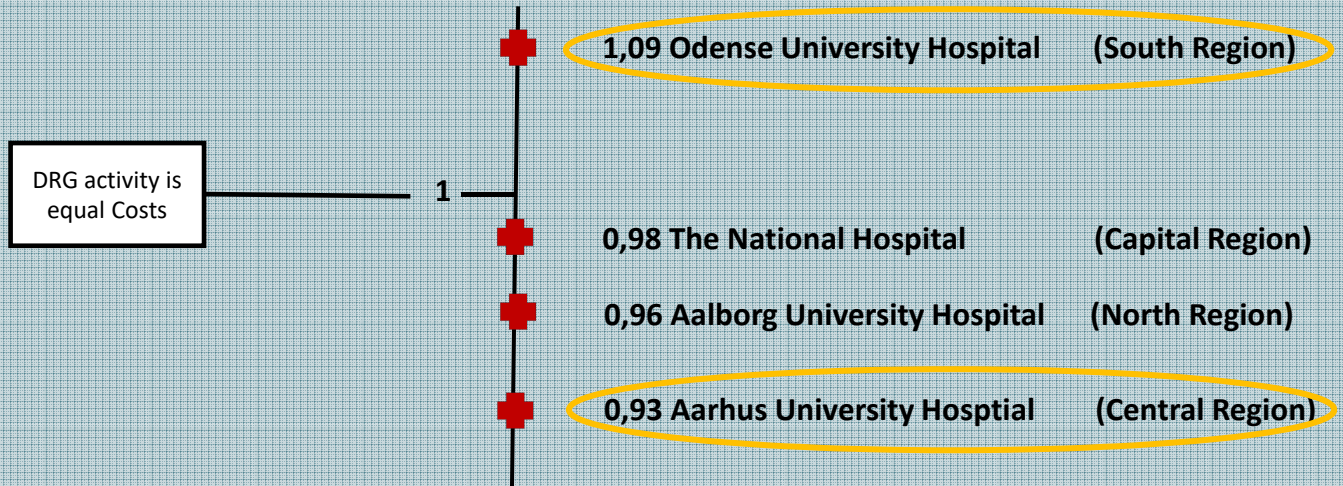 1,09 Odense University Hospital (South Region)
DRG activity is
equal Costs
1
0,98 The National Hospital (Capital Region)
0,96 Aalborg University Hospital (North Region)
0,93 Aarhus University Hosptial (Central Region)